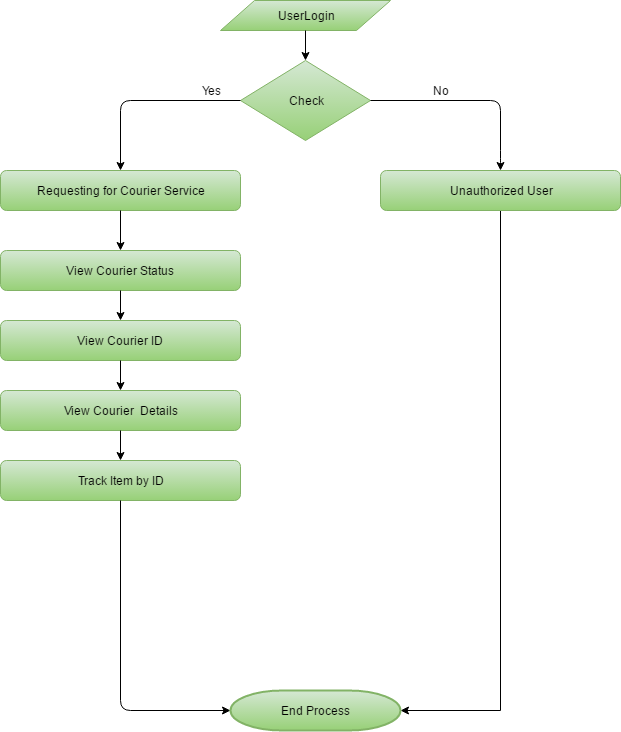 UserLogin
Check
Yes
No
Requesting for Courier Service
Unauthorized User
View Courier Status
View Courier ID
View Courier  Details
Track Item by ID
End Process